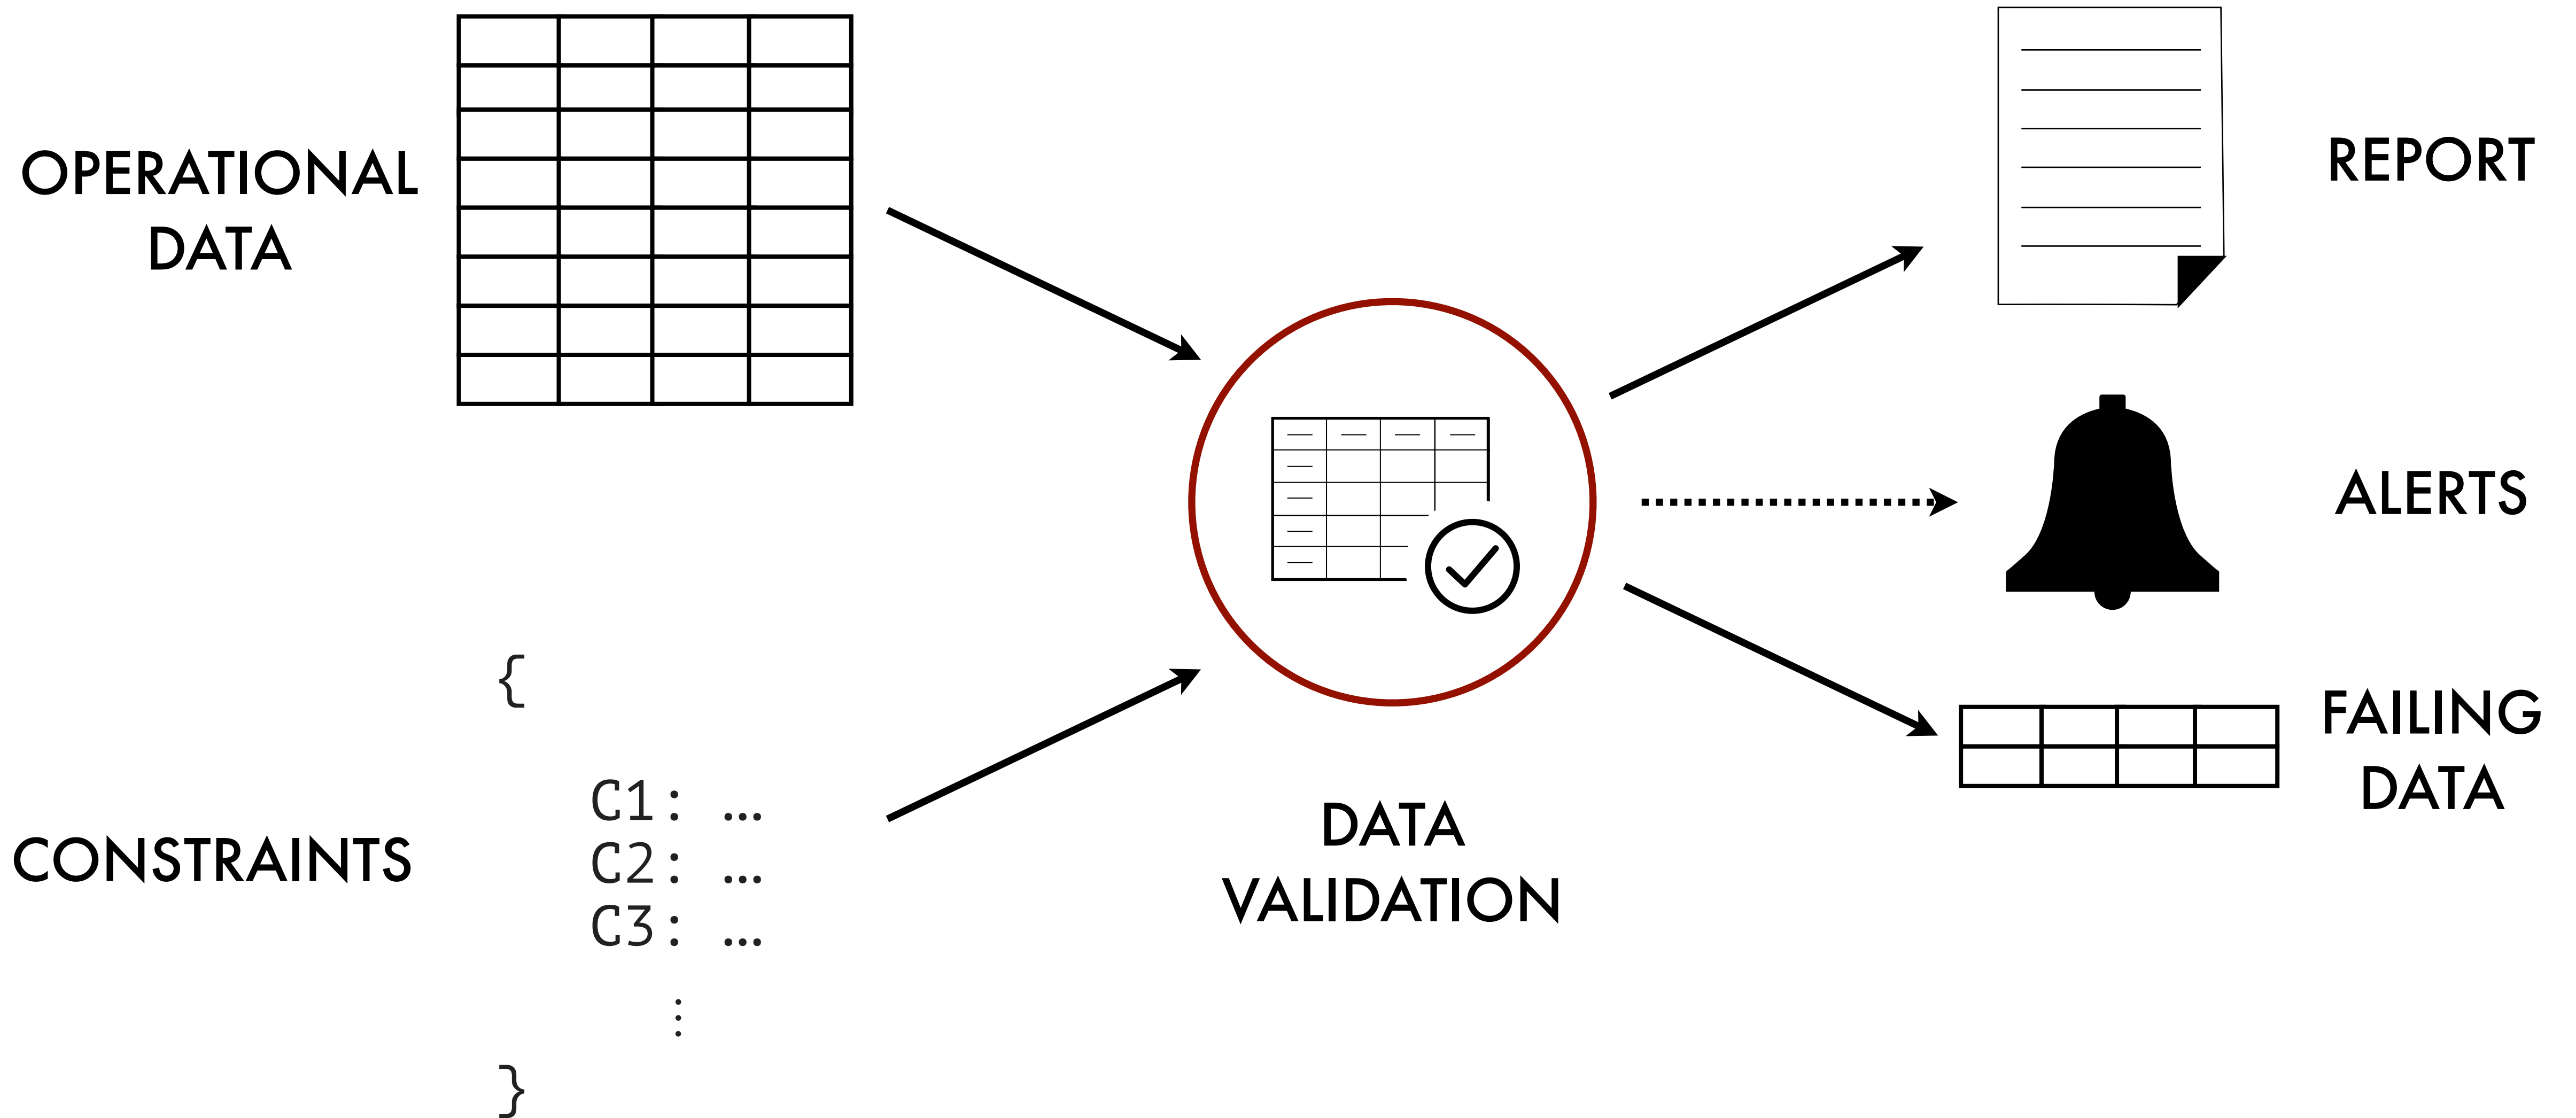 OPERATIONAL
DATA
CONSTRAINTS
{
C1: …
C2: …
C3: …
⋮
}
DATA
VALIDATION
REPORT
ALERTS
FAILING
DATA